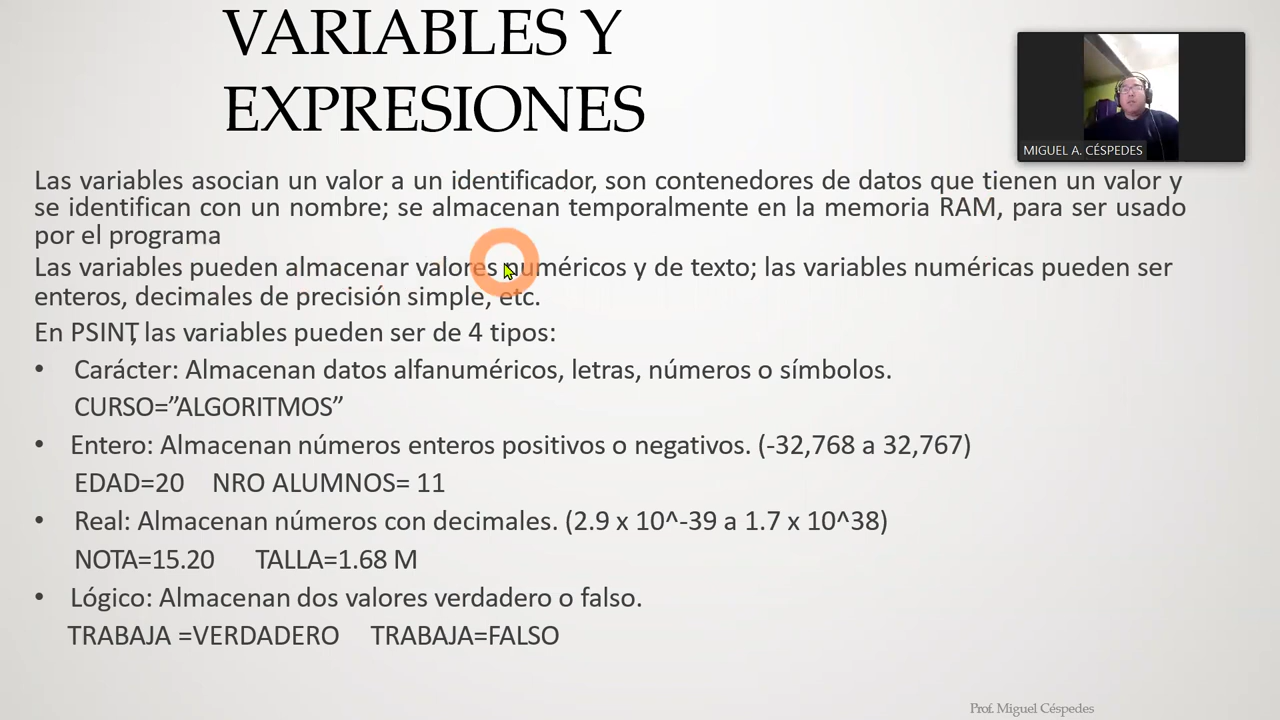 VARIABLES Y
EXPRESIONES
MIGUEL A. CÉSPEDES
Las variables asocian un valor a un identificador, son contenedores de datos que tienen un valor y
se identifican con un nombre; se almacenan temporalmente en la memoria RAM, para ser usado
por el programa
Las variables pueden almacenar valores numéricos y de texto; las variables numéricas pueden ser
enteros, decimales de precisión simple, etc.
En PSINT, las variables pueden ser de 4 tipos:
• Carácter: Almacenan datos alfanuméricos, letras, números o símbolos.
CURSO=”ALGORITMOS”
• Entero: Almacenan números enteros positivos o negativos. (-32,768 a 32,767)
EDAD=20 NRO ALUMNOS= 11
• Real: Almacenan números con decimales. (2.9 x 10^-39 a 1.7 x 10^38)
NOTA=15.20 TALLA=1.68 M
• Lógico: Almacenan dos valores verdadero o falso.
TRABAJA =VERDADERO TRABAJA=FALSO
Prof. Miguel Céspedes